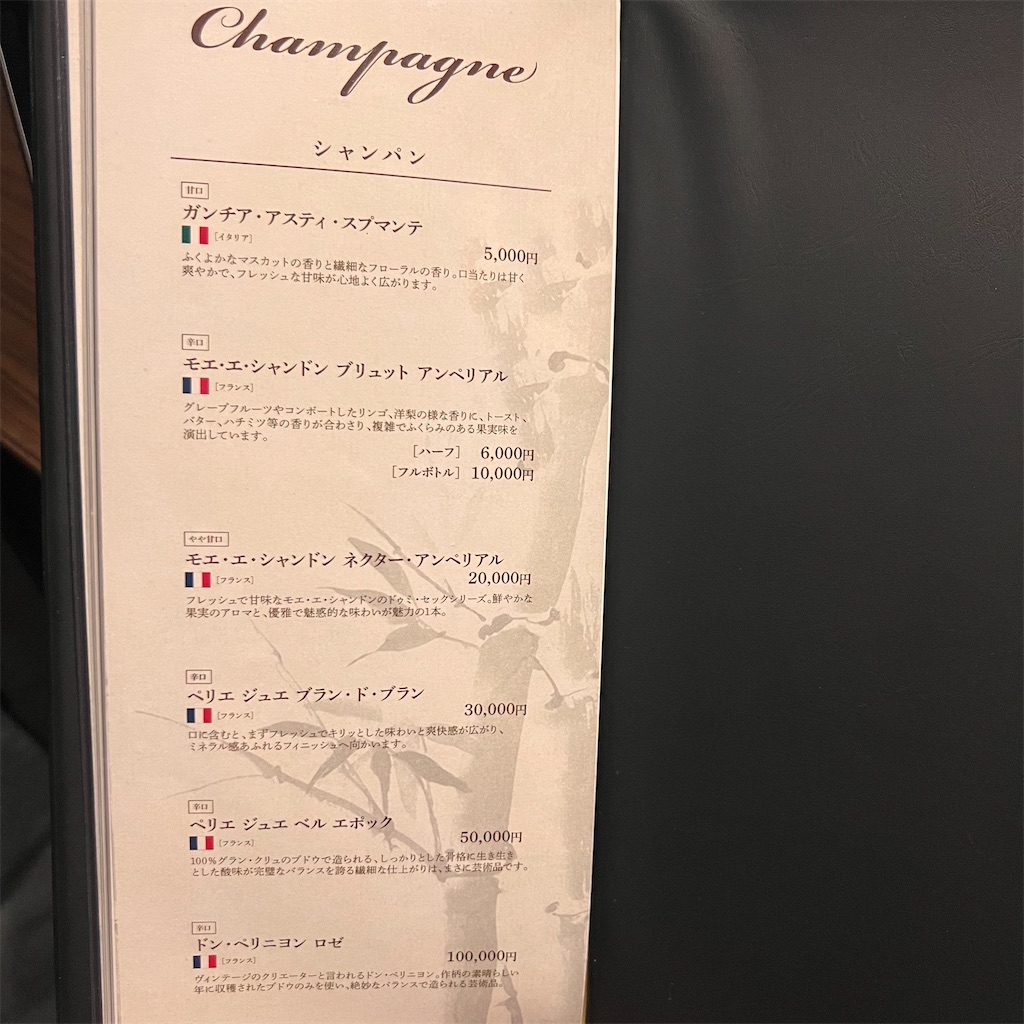 Champagne
シャンパン
甘口
ガンチア・アスティ・スプマンテ
[イタリア]
5,000円
ふくよかなマスカットの香りと繊細なフローラルの香り。口当たりは甘く
爽やかで、フレッシュな甘味が心地よく広がります。
辛口
モエ・エ・シャンドン ブリュット アンペリアル
[フランス]
グレープフルーツやコンポートしたリンゴ、洋梨の様な香りに、トースト、
バター、ハチミツ等の香りが合わさり、複雑でふくらみのある果実味を
演出しています。
[ハーフ] 6,000円
[フルボトル] 10,000円
やや甘口
モエ・エ・シャンドン ネクター・アンペリアル
[フランス]
20,000円
フレッシュで甘味なモエ・エ・シャンドンのドゥミ・セックシリーズ。鮮やかな
果実のアロマと、優雅で魅惑的な味わいが魅力の1本。
辛口
ペリエ ジュエ ブラン・ド・ブラン
[フランス]
30,000円
口に含むと、まずフレッシュでキリッとした味わいと爽快感が広がり、
ミネラル感あふれるフィニッシュへ向かいます。
辛口
ペリエ ジュエ ベル エポック
[フランス]
50,000円
100%グラン・クリュのブドウで造られる、しっかりとした骨格に生き生き
とした酸味が完璧なバランスを誇る繊細な仕上がりは、まさに芸術品です。
辛口
ドン・ペリニヨン ロゼ
[フランス]
100,000円
ヴィンテージのクリエーターと言われるドン・ペリニヨン。作柄の素晴らしい
年に収穫されたブドウのみを使い、絶妙なバランスで造られる芸術品。